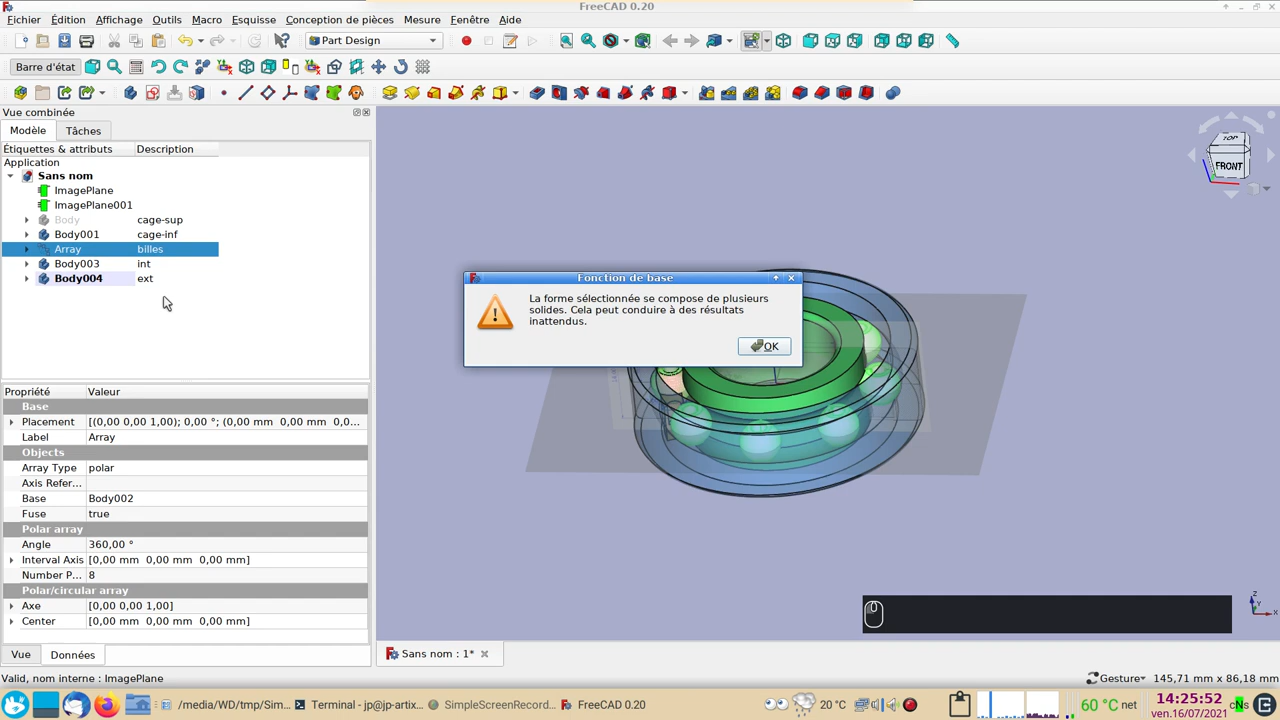 FreeCAD 0.20
Fichier Édition Affichage Outils Macro Esquisse Conception de pièces Mesure Fenêtre Aide
Part Design
Barre d'état
Vue combinée
Modèle Tâches
Étiquettes & attributs Description
Application
Sans nom
ImagePlane
ImagePlane001
Body cage-sup
Body001 cage-inf
Array billes
Body003 int
Body004 ext
TOP
FRONT
Fonction de base
La forme sélectionnée se compose de plusieurs
solides. Cela peut conduire à des résultats
inattendus.
OK
Propriété Valeur
Base
Placement [(0,00 0,00 1,00); 0,00 °; (0,00 mm 0,00 mm 0,0...
Label Array
Objects
Array Type polar
Axis Refer...
Base Body002
Fuse true
Polar array
Angle 360,00 °
Interval Axis [0,00 mm 0,00 mm 0,00 mm]
Number P... 8
Polar/circular array
Axe [0,00 0,00 1,00]
Center [0,00 mm 0,00 mm 0,00 mm]
Vue Données
Sans nom : 1*
Valid, nom interne : ImagePlane
Gesture 145,71 mm x 86,18 mm
/media/WD/tmp/Sim... Terminal - jp@jp-artix... SimpleScreenRecord... FreeCAD 0.20
20 °C
60 °C net
14:25:52
ven.16/07/2021